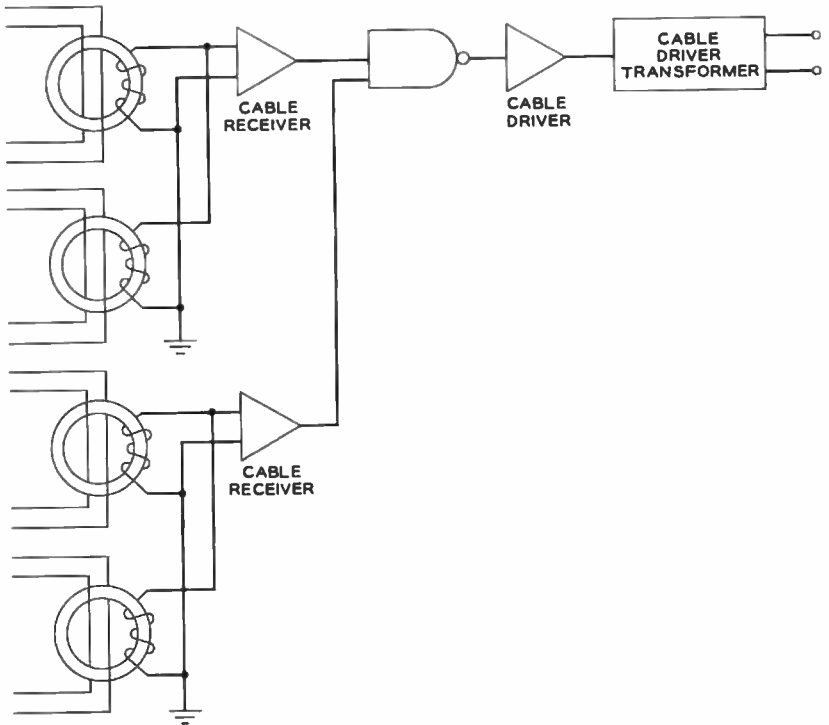 CABLE
RECEIVER
CABLE
DRIVER
CABLE
DRIVER
TRANSFORMER
CABLE
RECEIVER